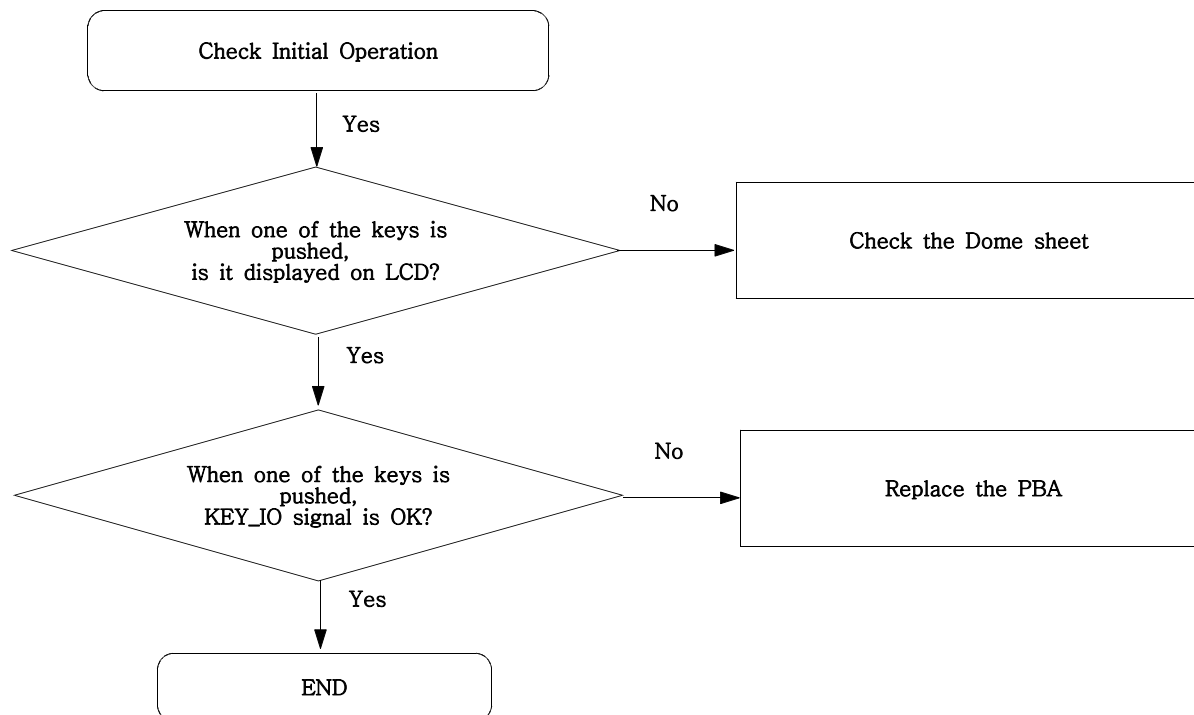 Check Initial Operation
Yes
When one of the keys is
pushed,
is it displayed on LCD?
No
Check the Dome sheet
Yes
When one of the keys is
pushed,
KEY_IO signal is OK?
No
Replace the PBA
Yes
END